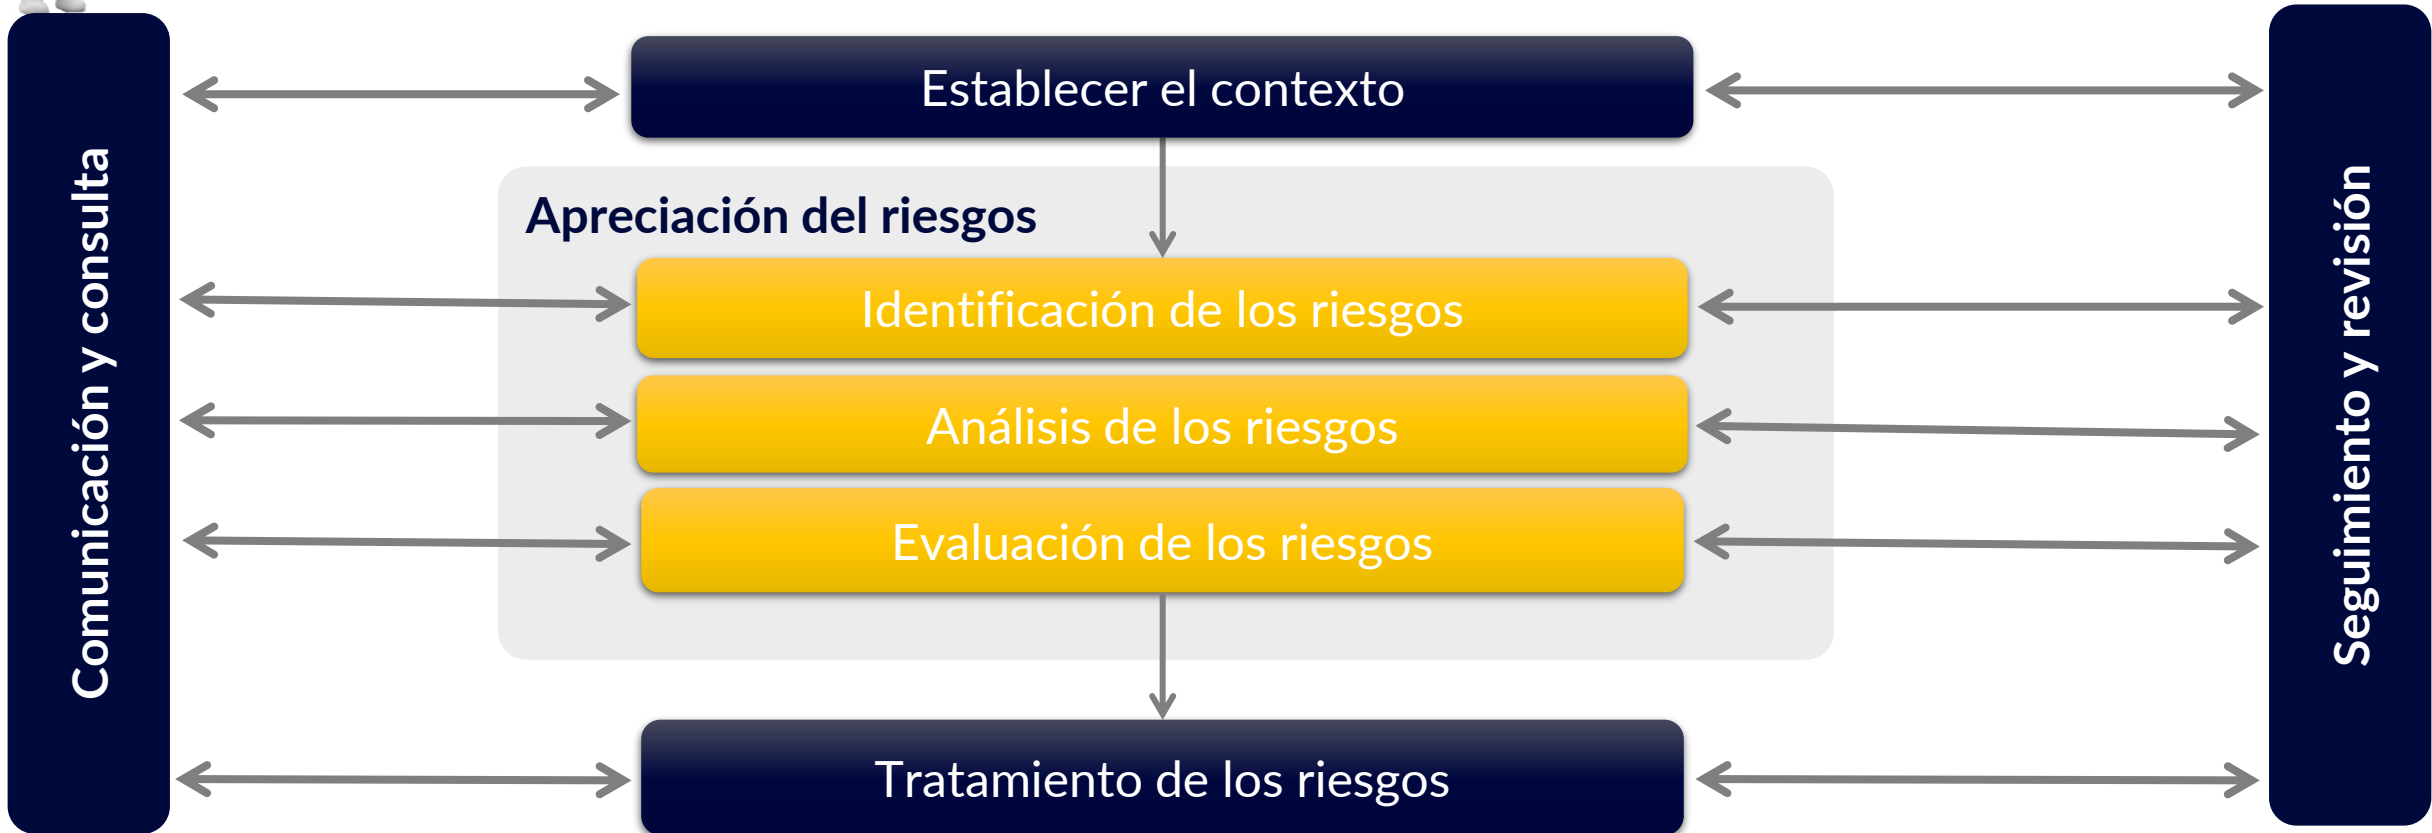 Comunicación y consulta
Establecer el contexto
Apreciación del riesgos
Identificación de los riesgos
Análisis de los riesgos
Evaluación de los riesgos
Tratamiento de los riesgos
Seguimiento y revisión